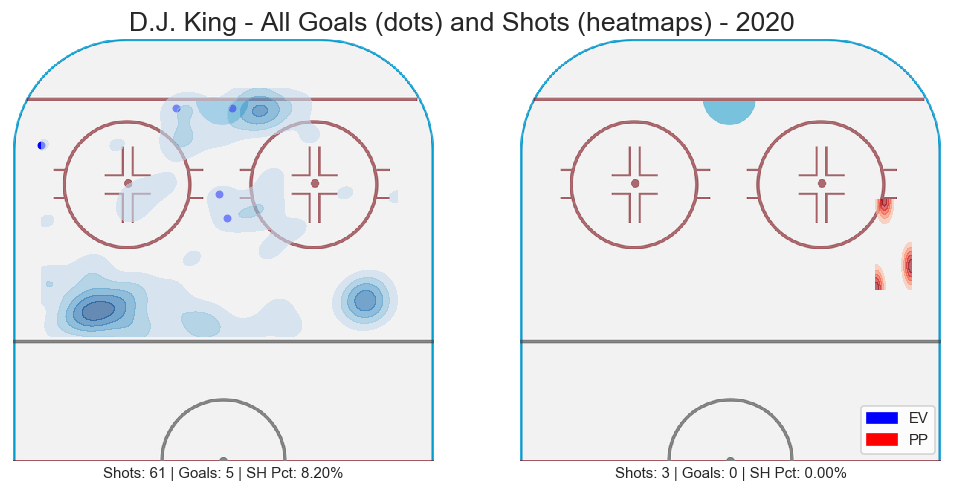 D.J. King - All Goals (dots) and Shots (heatmaps) - 2020
EV
PP
Shots: 61 | Goals: 5 | SH Pct: 8.20%
Shots: 3 | Goals: 0 | SH Pct: 0.00%